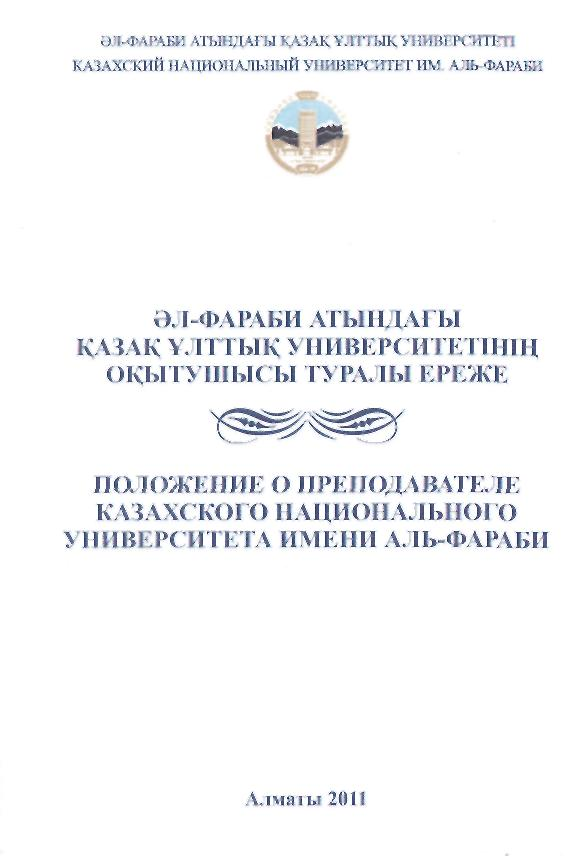 ӘЛ-ФАРАБИ АТЫНДАҒЫ ҚАЗАҚ ҰЛТТЫҚ УНИВЕРСИТЕТІ
КАЗАХСКИЙ НАЦИОНАЛЬНЫЙ УНИВЕРСИТЕТ ИМ. АЛЬ-ФАРАБИ
ӘЛ-ФАРАБИ АТЫНДАҒЫ
ҚАЗАҚ ҰЛТТЫҚ УНИВЕРСИТЕТІНІҢ
ОҚЫТУШЫСЫ ТУРАЛЫ ЕРЕЖЕ
ПОЛОЖЕНИЕ О ПРЕПОДАВАТЕЛЕ
КАЗАХСКОГО НАЦИОНАЛЬНОГО
УНИВЕРСИТЕТА ИМЕНИ АЛЬ-ФАРАБИ
Алматы 2011